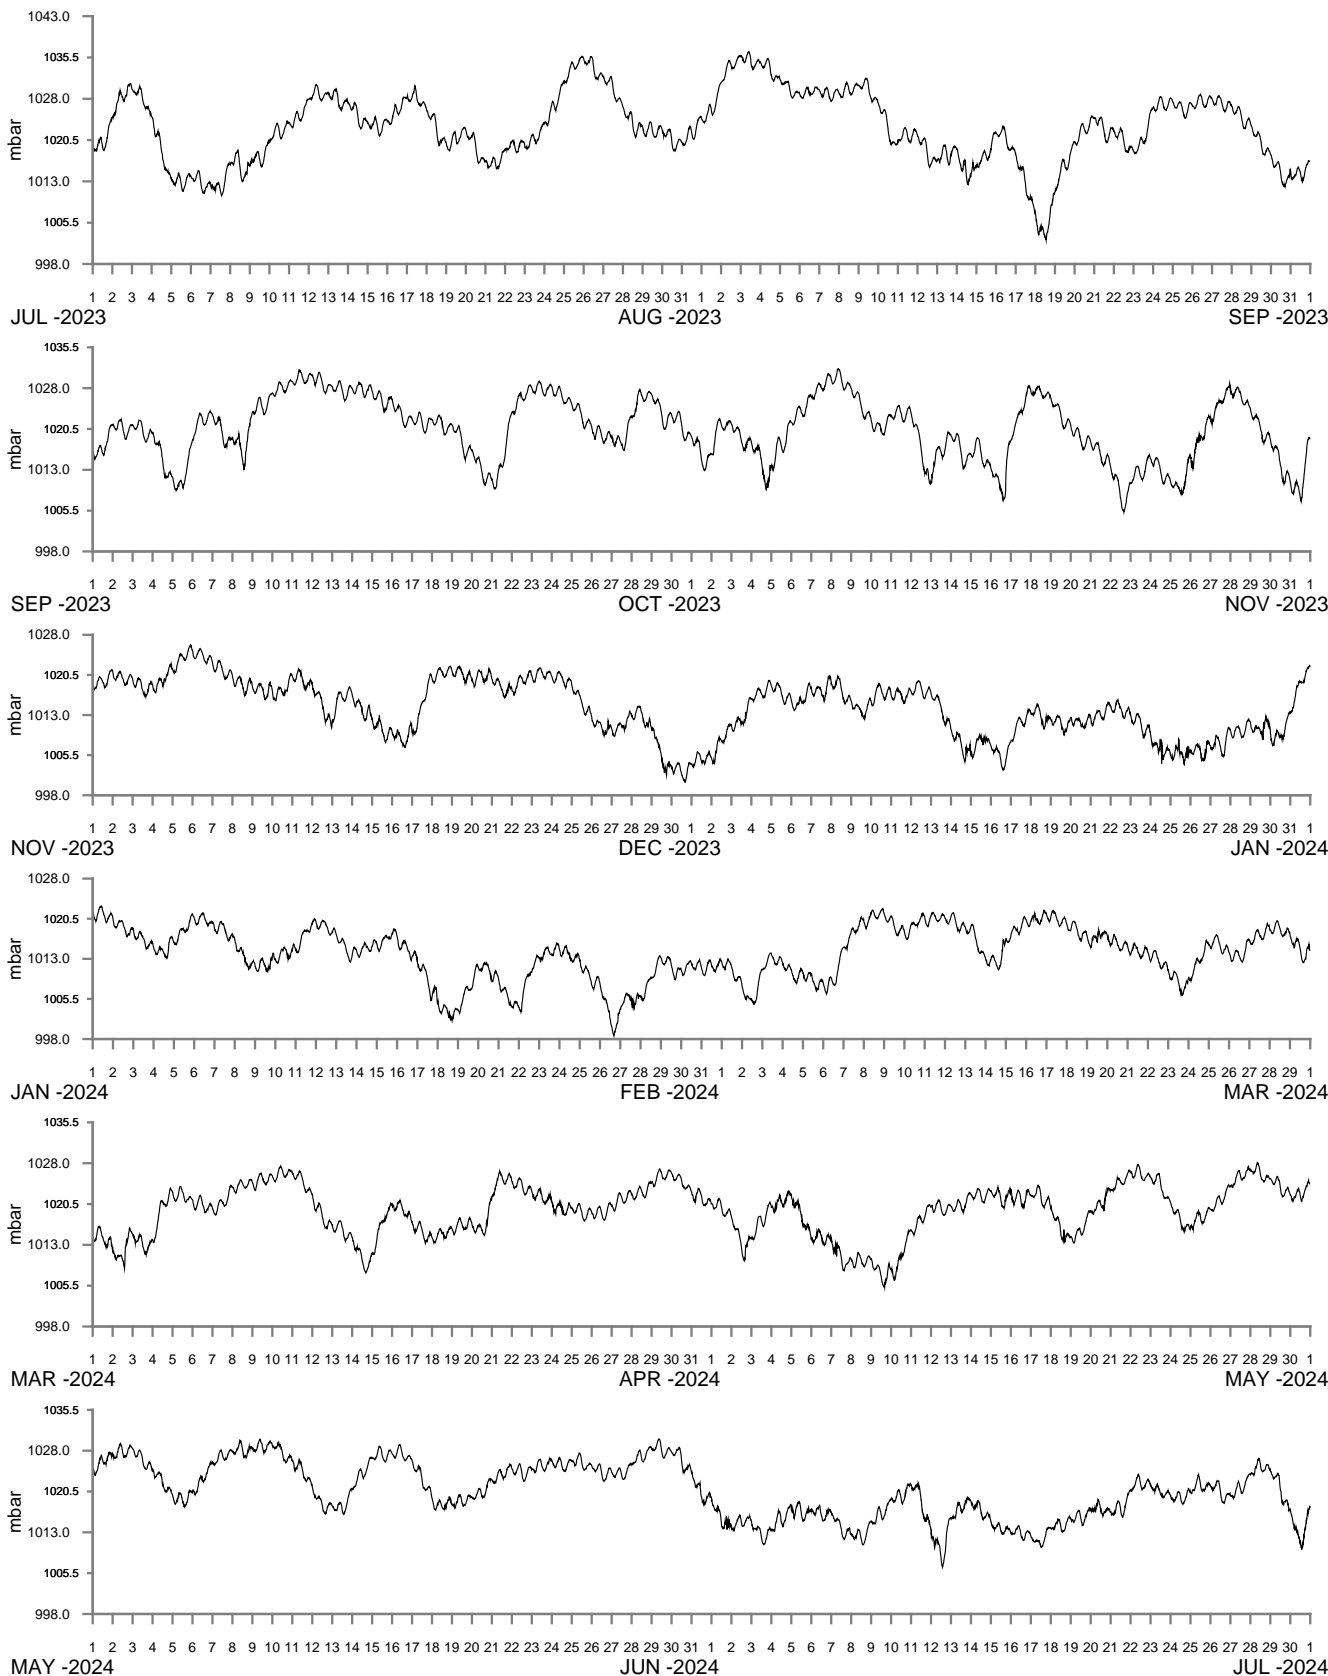 1043.0
1035.5
1028.0
1020.5
1013.0
1005.5
998.0
mbar
1 2 3 4 5 6 7 8 9 10 11 12 13 14 15 16 17 18 19 20 21 22 23 24 25 26 27 28 29 30 31 1 2 3 4 5 6 7 8 9 10 11 12 13 14 15 16 17 18 19 20 21 22 23 24 25 26 27 28 29 30 31 1
JUL -2023 AUG -2023 SEP -2023
1035.5
1028.0
1020.5
1013.0
1005.5
998.0
mbar
1 2 3 4 5 6 7 8 9 10 11 12 13 14 15 16 17 18 19 20 21 22 23 24 25 26 27 28 29 30 1 2 3 4 5 6 7 8 9 10 11 12 13 14 15 16 17 18 19 20 21 22 23 24 25 26 27 28 29 30 31 1
SEP -2023 OCT -2023 NOV -2023
1028.0
1020.5
1013.0
1005.5
998.0
mbar
1 2 3 4 5 6 7 8 9 10 11 12 13 14 15 16 17 18 19 20 21 22 23 24 25 26 27 28 29 30 1 2 3 4 5 6 7 8 9 10 11 12 13 14 15 16 17 18 19 20 21 22 23 24 25 26 27 28 29 30 31 1
NOV -2023 DEC -2023 JAN -2024
1028.0
1020.5
1013.0
1005.5
998.0
mbar
1 2 3 4 5 6 7 8 9 10 11 12 13 14 15 16 17 18 19 20 21 22 23 24 25 26 27 28 29 30 31 1 2 3 4 5 6 7 8 9 10 11 12 13 14 15 16 17 18 19 20 21 22 23 24 25 26 27 28 29 1
JAN -2024 FEB -2024 MAR -2024
1035.5
1028.0
1020.5
1013.0
1005.5
998.0
mbar
1 2 3 4 5 6 7 8 9 10 11 12 13 14 15 16 17 18 19 20 21 22 23 24 25 26 27 28 29 30 31 1 2 3 4 5 6 7 8 9 10 11 12 13 14 15 16 17 18 19 20 21 22 23 24 25 26 27 28 29 30 1
MAR -2024 APR -2024 MAY -2024
1035.5
1028.0
1020.5
1013.0
1005.5
998.0
mbar
1 2 3 4 5 6 7 8 9 10 11 12 13 14 15 16 17 18 19 20 21 22 23 24 25 26 27 28 29 30 31 1 2 3 4 5 6 7 8 9 10 11 12 13 14 15 16 17 18 19 20 21 22 23 24 25 26 27 28 29 30 1
MAY -2024 JUN -2024 JUL -2024